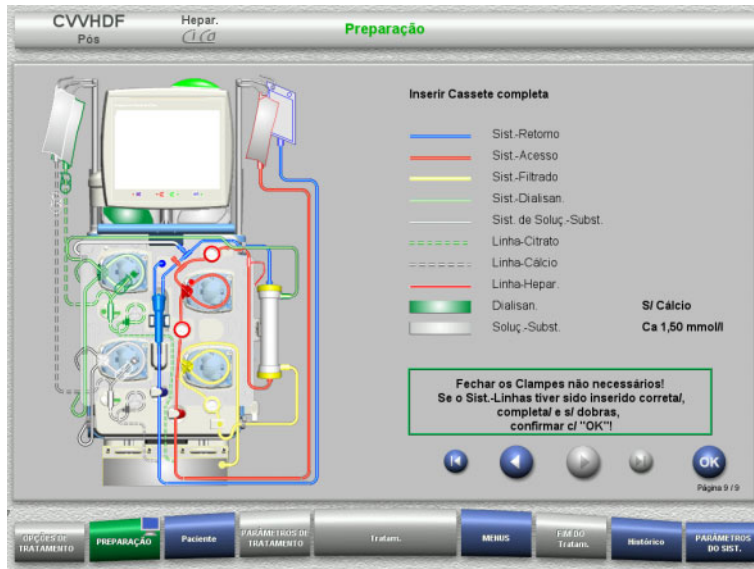 CVVHDF
Pós
Hepar.
Ci Ca
Preparação
Inserir Cassete completa
Sist.-Retorno
Sist.-Acesso
Sist.-Filtrado
Sist.-Dialisan.
Sist. de Soluç.-Subst.
Linha-Citrato
Linha-Cálcio
Linha-Hepar.
Dialisan. S/ Cálcio
Soluç.-Subst. Ca 1,50 mmol/l
Fechar os Clampes não necessários!
Se o Sist.-Linhas tiver sido inserido correta/,
completa/ e s/ dobras,
confirmar c/ "OK"!
OK
Página 9 / 9
OPÇÕES DE
TRATAMENTO
PREPARAÇÃO
Paciente
PARÂMETROS DE
TRATAMENTO
Tratam.
MENUS
FIM DO
Tratam.
Histórico
PARÂMETROS
DO SIST.